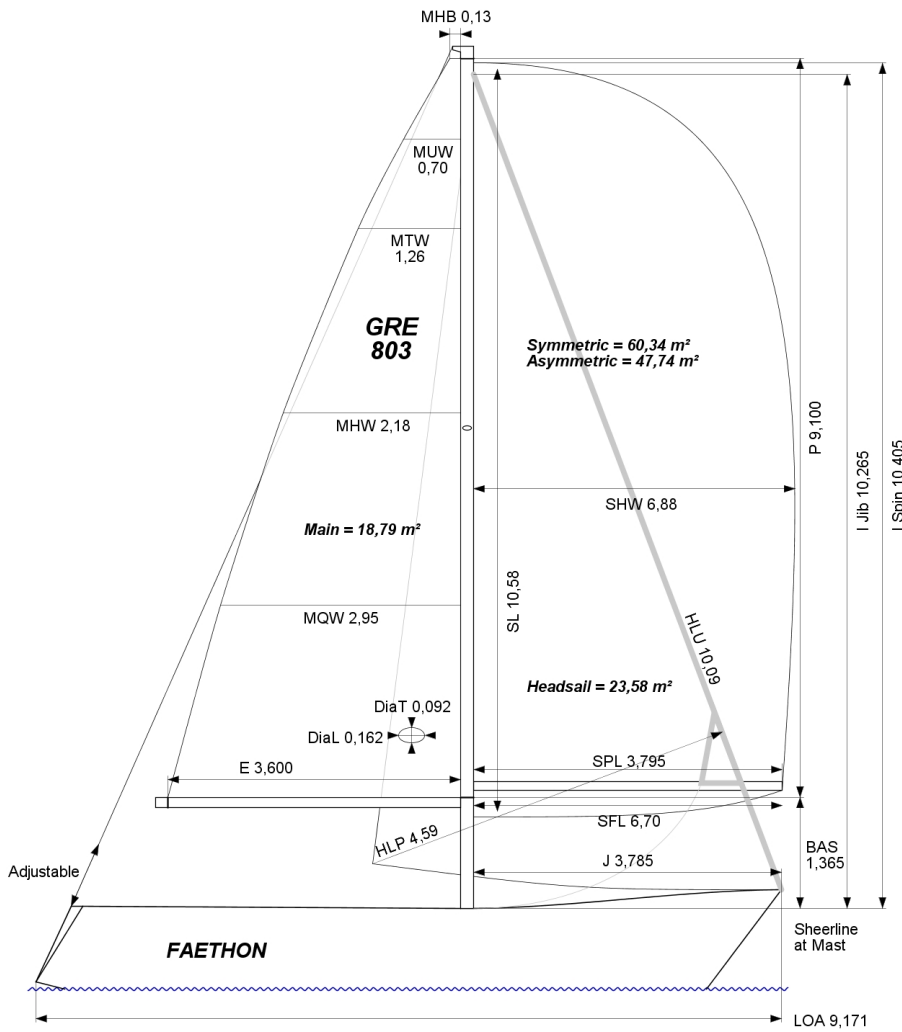 MHB 0,13
MUW
0,70
MTW
1,26
GRE
803
Symmetric = 60,34 m²
Asymmetric = 47,74 m²
P 9,100
I Jib 10,265
I Spin 10,405
MHW 2,18
SHW 6,88
Main = 18,79 m²
SL 10,58
MQW 2,95
HLU 10,09
Headsail = 23,58 m²
DiaT 0,092
DiaL 0,162
E 3,600
SPL 3,795
SFL 6,70
HLP 4,59
J 3,785
BAS
1,365
Adjustable
Sheerline
at Mast
FAETHON
LOA 9,171